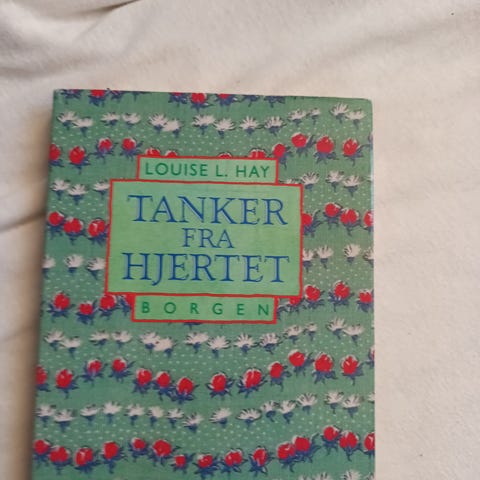 LOUISE L. HAY
TANKER
FRA
HJERTET
BORGEN